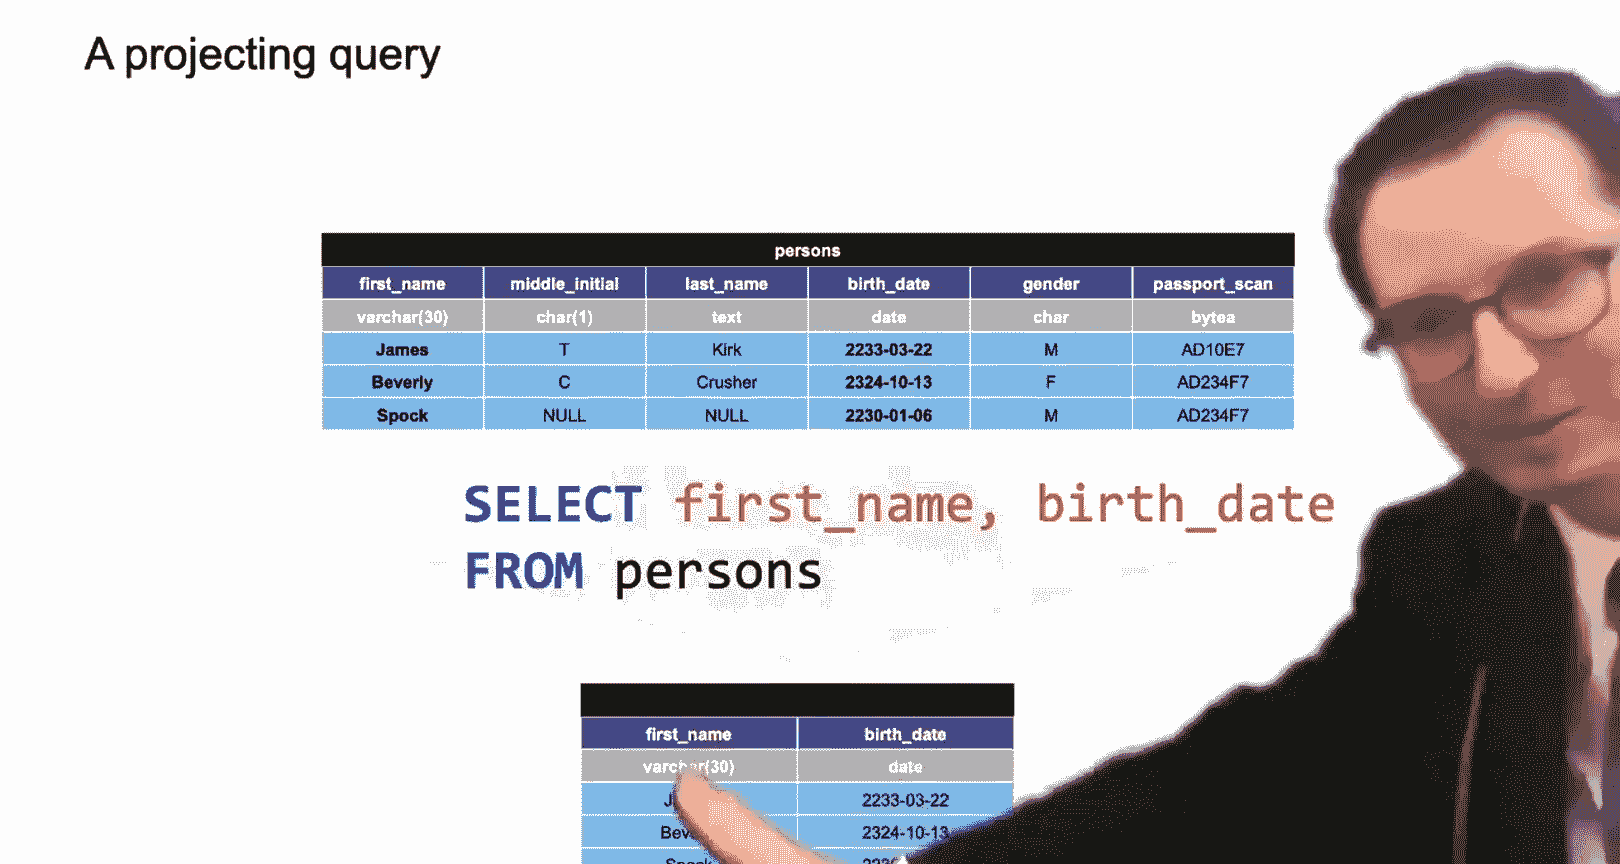 A projecting query
persons
first_name middle_initial last_name birth_date gender passport_scan
varchar(30) char(1) text date char bytea
James T Kirk 2233-03-22 M AD10E7
Beverly C Crusher 2324-10-13 F AD234F7
Spock NULL NULL 2230-01-06 M AD234F7
SELECT first_name, birth_date
FROM persons
first_name birth_date
varchar(30) date
2233-03-22
2324-10-13